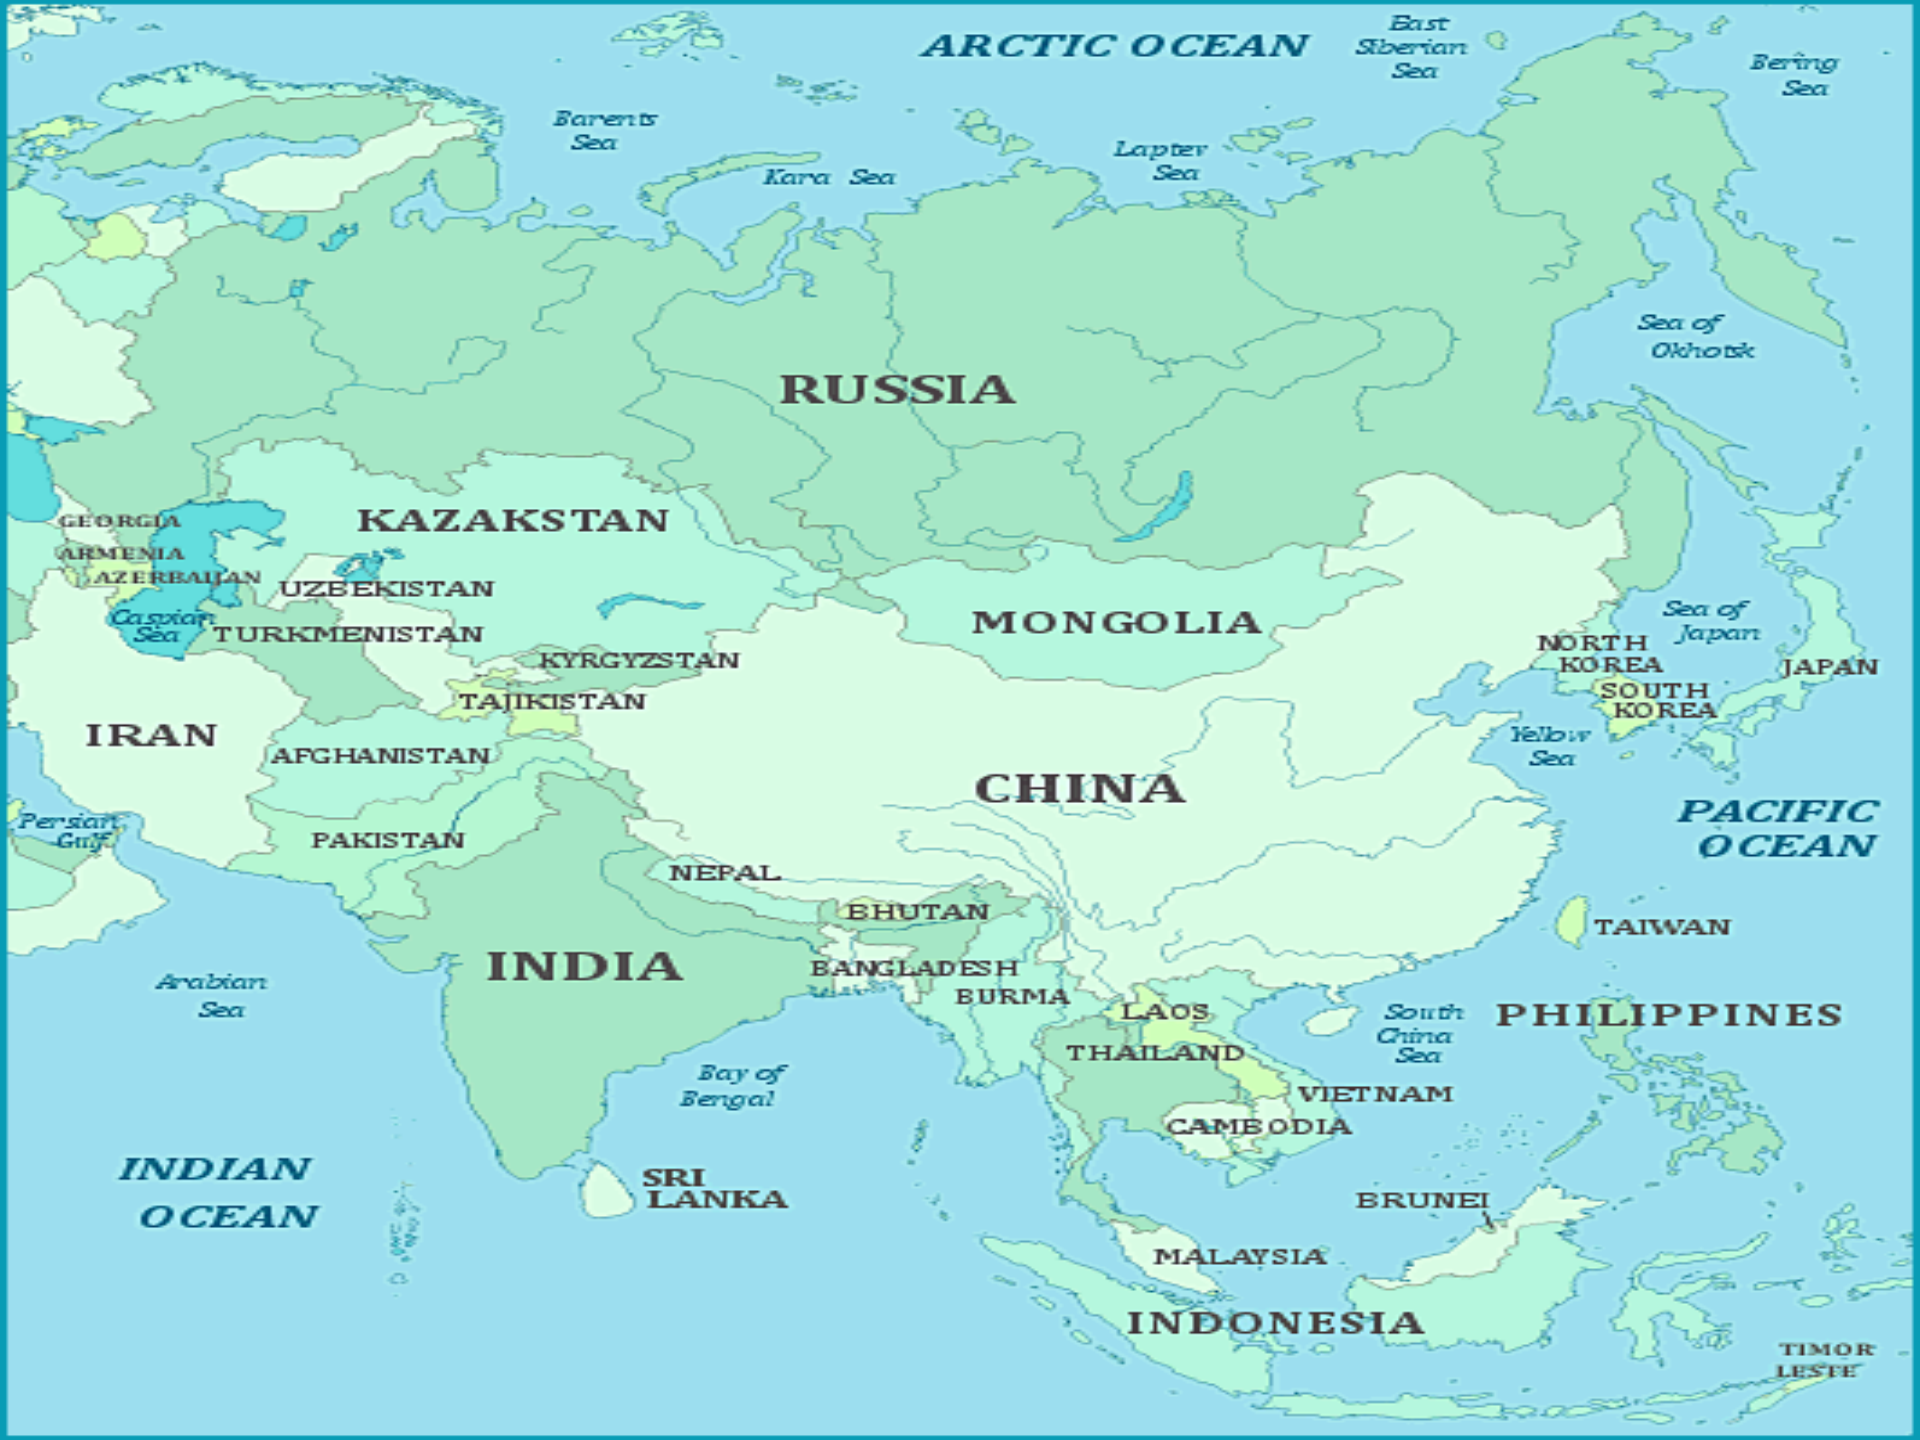 ARCTIC OCEAN
East
Siberian
Sea
Bering
Sea
Barents
Sea
Kara Sea
Laptev
Sea
Sea of
Okhotsk
RUSSIA
GEORGIA
ARMENIA
AZERBAIJAN
Caspian
Sea
KAZAKSTAN
UZBEKISTAN
TURKMENISTAN
KYRGYZSTAN
TAJIKISTAN
MONGOLIA
NORTH
KOREA
SOUTH
KOREA
Sea of
Japan
JAPAN
Yellow
Sea
IRAN
AFGHANISTAN
PAKISTAN
Persian
Gulf
CHINA
PACIFIC
OCEAN
NEPAL
BHUTAN
INDIA
BANGLADESH
BURMA
TAIWAN
Arabian
Sea
Bay of
Bengal
LAOS
THAILAND
VIETNAM
CAMBODIA
South
China
Sea
PHILIPPINES
INDIAN
OCEAN
SRI
LANKA
BRUNEI
MALAYSIA
INDONESIA
TIMOR
LESTE